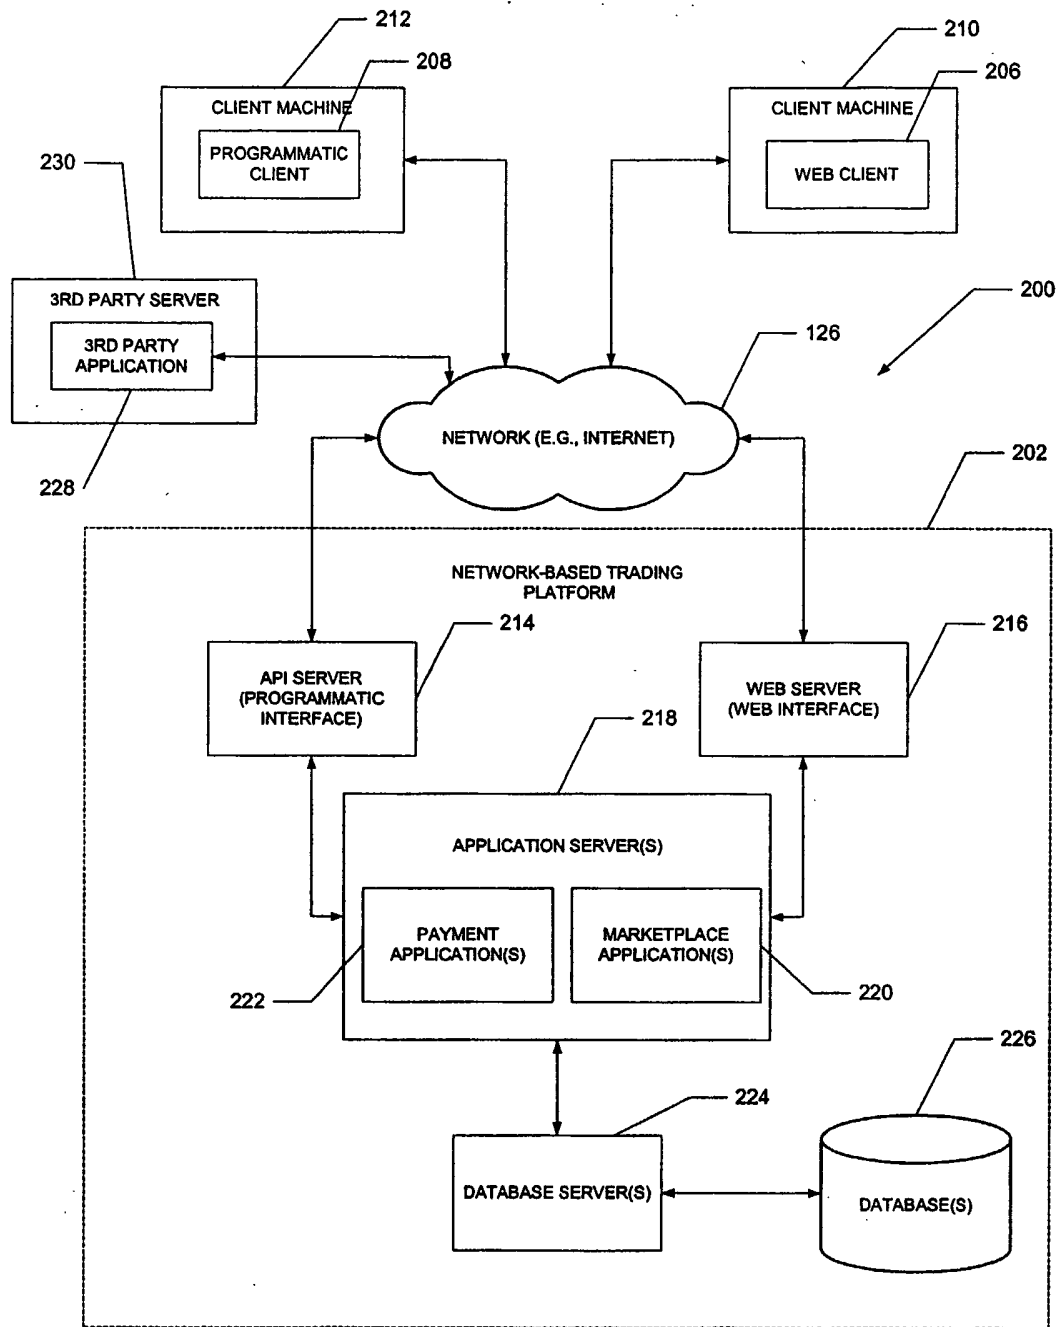 212
210
208
206
CLIENT MACHINE
CLIENT MACHINE
PROGRAMMATIC
CLIENT
WEB CLIENT
230
3RD PARTY SERVER
200
3RD PARTY
APPLICATION
126
NETWORK (E.G., INTERNET)
228
202
NETWORK-BASED TRADING
PLATFORM
214
216
API SERVER
(PROGRAMMATIC
INTERFACE)
WEB SERVER
(WEB INTERFACE)
218
APPLICATION SERVER(S)
PAYMENT
APPLICATION(S)
MARKETPLACE
APPLICATION(S)
222
220
226
224
DATABASE SERVER(S)
DATABASE(S)